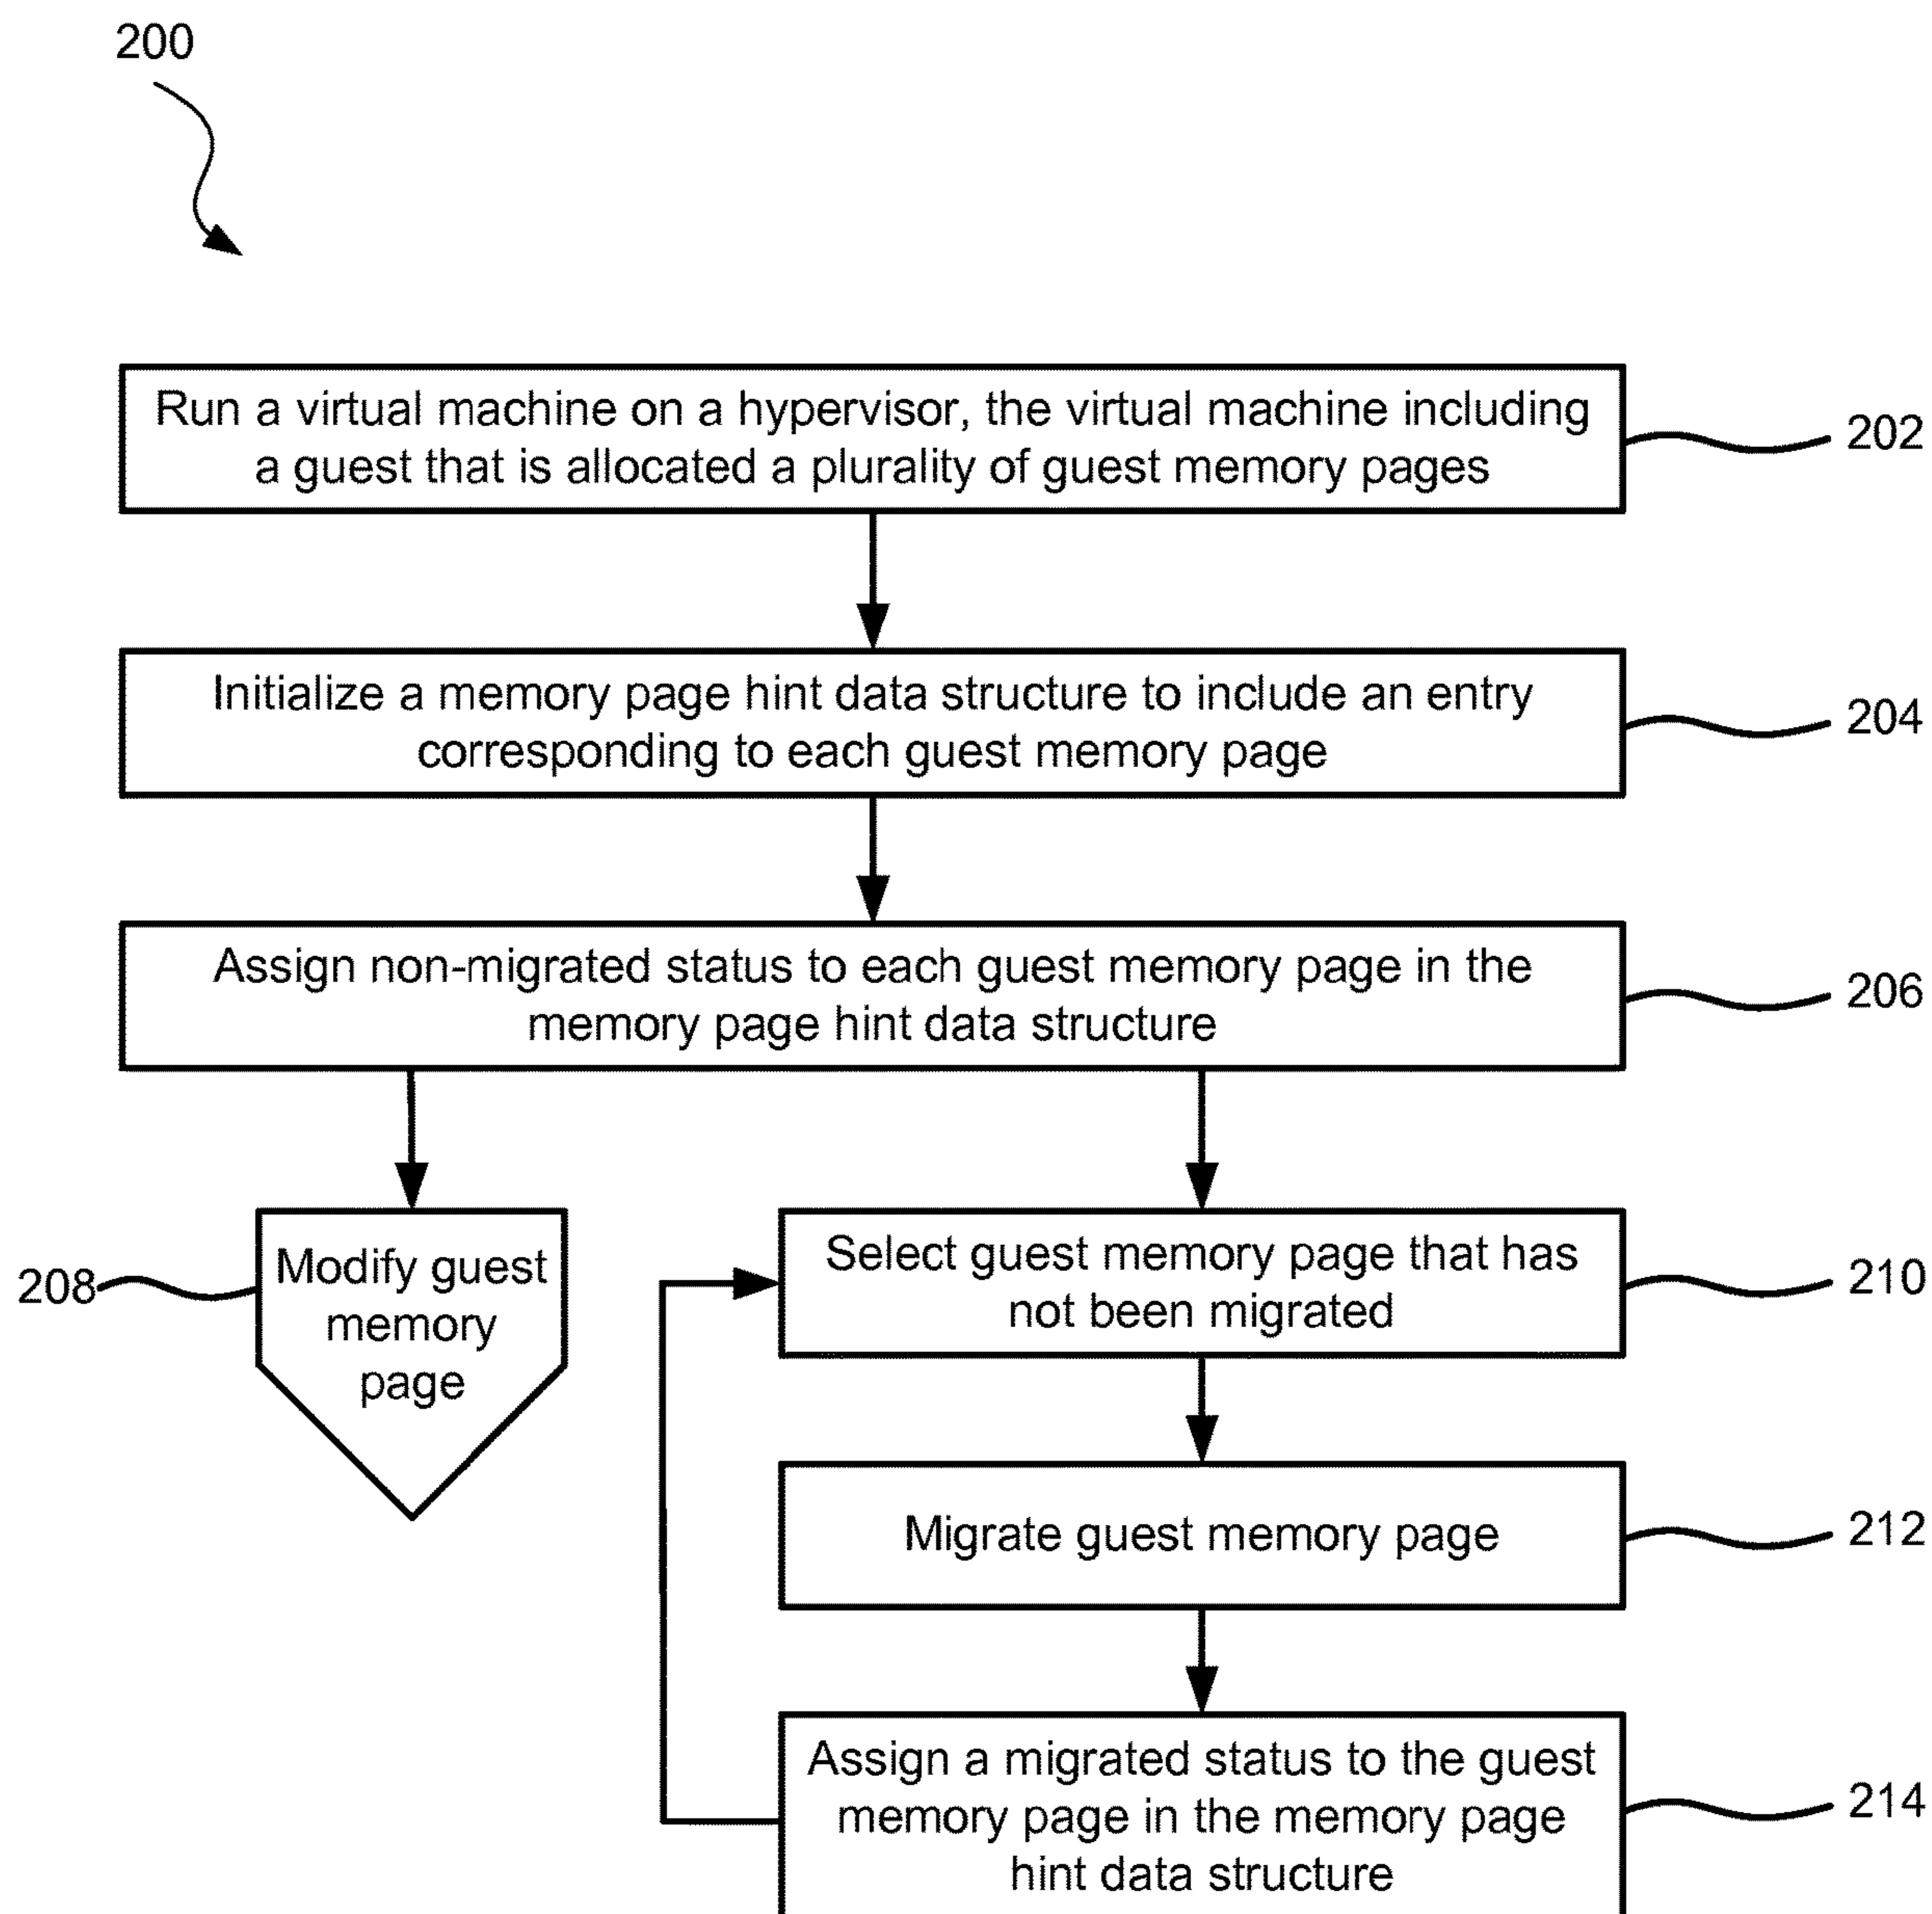 200
Run a virtual machine on a hypervisor, the virtual machine including
a guest that is allocated a plurality of guest memory pages
202
Initialize a memory page hint data structure to include an entry
corresponding to each guest memory page
204
Assign non-migrated status to each guest memory page in the
memory page hint data structure
206
208
Modify guest
memory
page
Select guest memory page that has
not been migrated
210
Migrate guest memory page
212
Assign a migrated status to the guest
memory page in the memory page
hint data structure
214